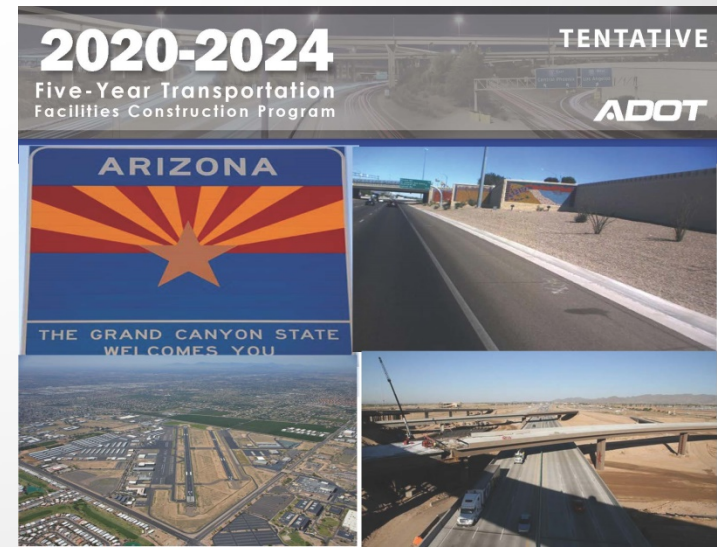 2020-2024
Five-Year Transportation
Facilities Construction Program
TENTATIVE
ADOT
ARIZONA
THE GRAND CANYON STATE
WELCOMES YOU